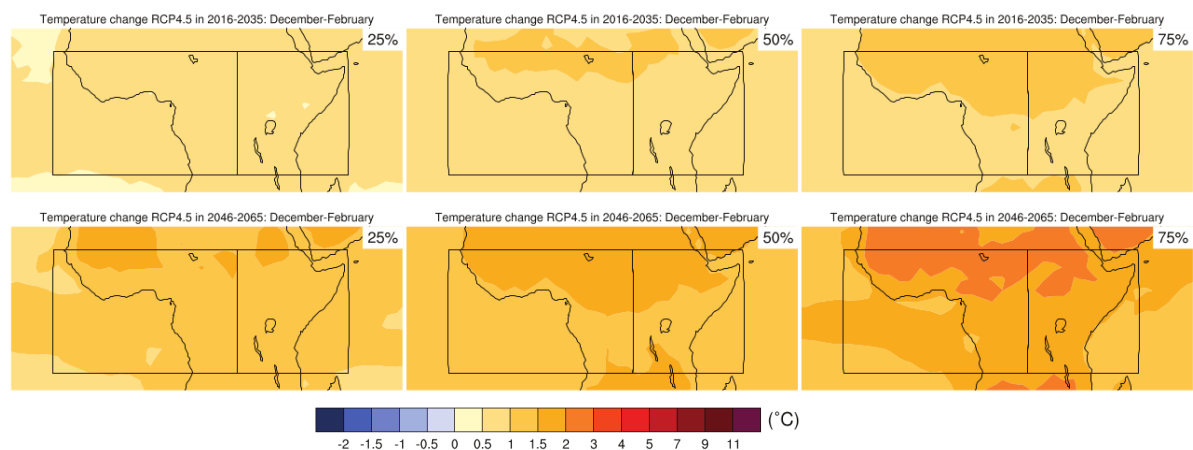 Temperature change RCP4.5 in 2016-2035: December-February
25%
Temperature change RCP4.5 in 2016-2035: December-February
50%
Temperature change RCP4.5 in 2016-2035: December-February
75%
Temperature change RCP4.5 in 2046-2065: December-February
25%
Temperature change RCP4.5 in 2046-2065: December-February
50%
Temperature change RCP4.5 in 2046-2065: December-February
75%
(˚C)
-2 -1.5 -1 -0.5 0 0.5 1 1.5 2 3 4 5 7 9 11